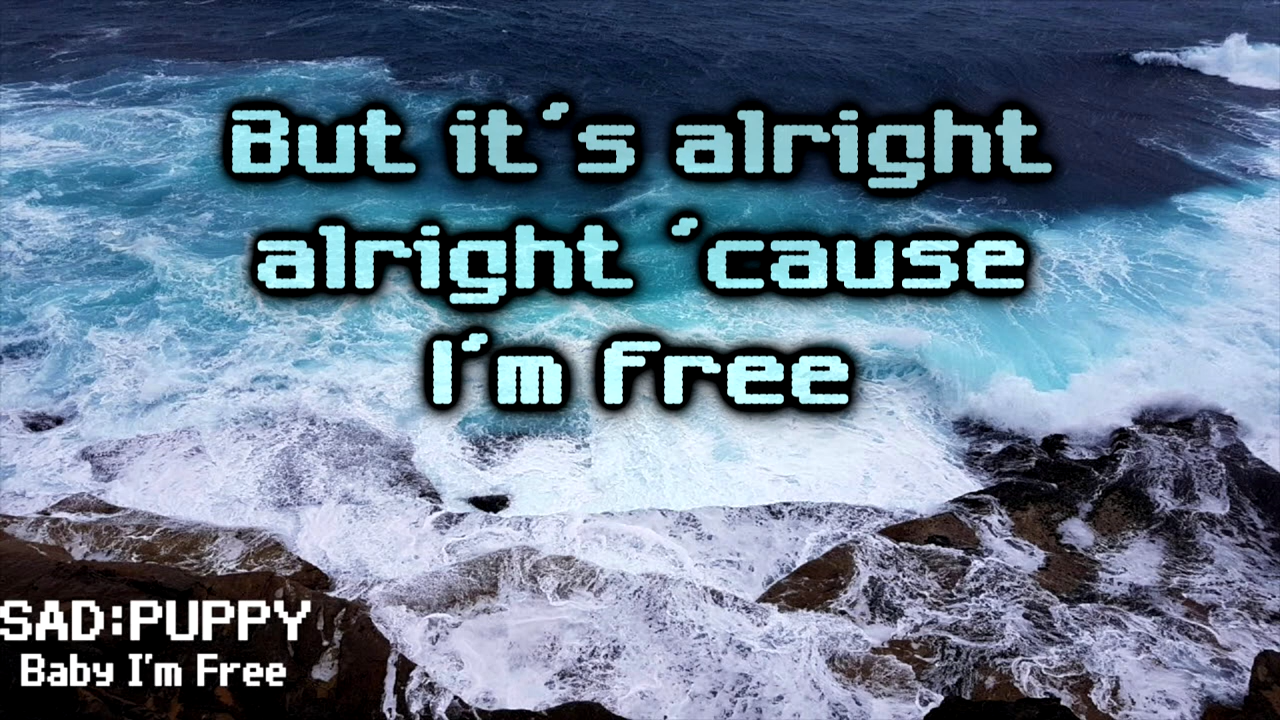 But it's alright
alright 'cause
I'm free
SAD:PUPPY
Baby I'm Free